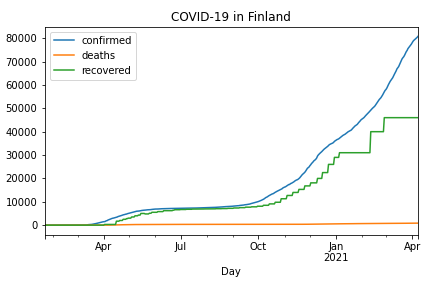 COVID-19 in Finland
confirmed
deaths
recovered
80000
70000
60000
50000
40000
30000
20000
10000
0
Apr Jul Oct Jan Apr
2021
Day